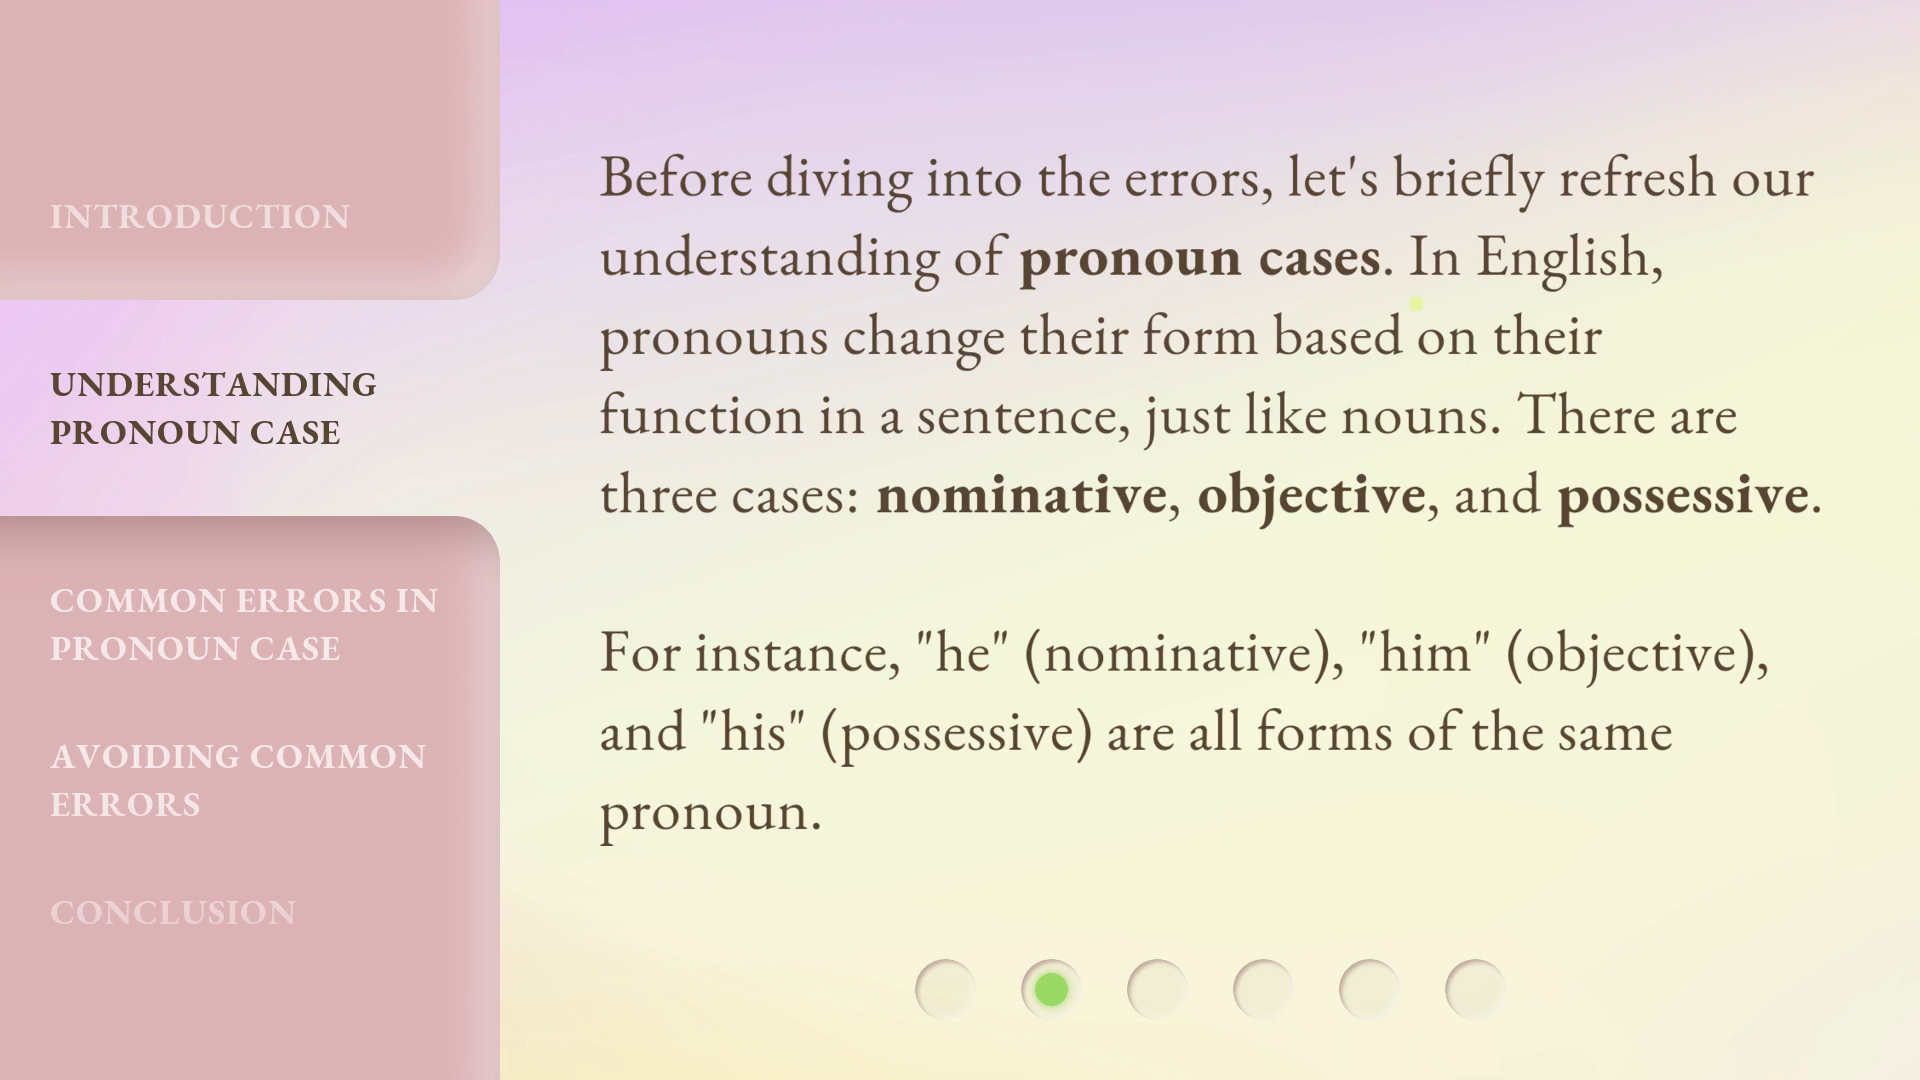 INTRODUCTION
UNDERSTANDING
PRONOUN CASE
COMMON ERRORS IN
PRONOUN CASE
AVOIDING COMMON
ERRORS
CONCLUSION
Before diving into the errors, let's briefly refresh our
understanding of pronoun cases. In English,
pronouns change their form based on their
function in a sentence, just like nouns. There are
three cases: nominative, objective, and possessive.
For instance, "he" (nominative), "him" (objective),
and "his" (possessive) are all forms of the same
pronoun.